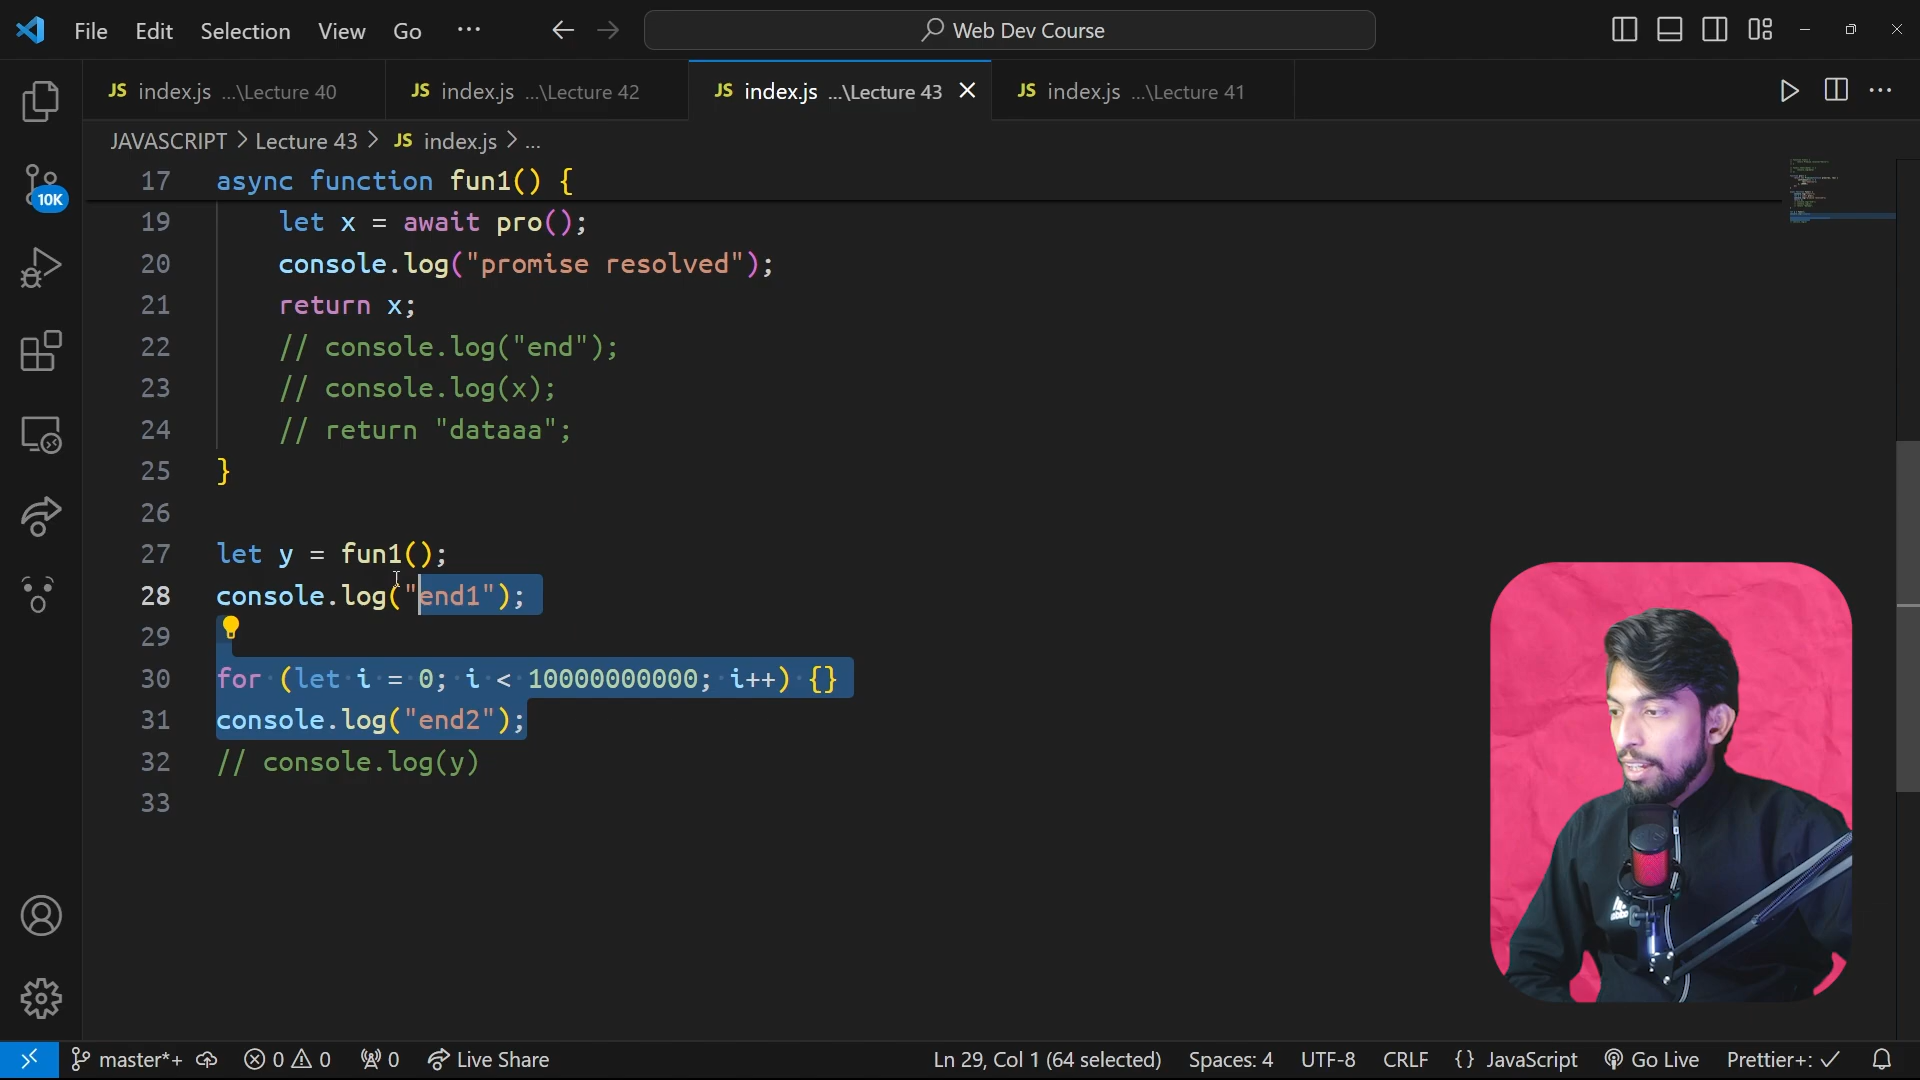 File Edit Selection View Go ...
Web Dev Course
JS index.js ...\Lecture 40
JS index.js ...\Lecture 42
JS index.js ...\Lecture 43
JS index.js ...\Lecture 41
JAVASCRIPT > Lecture 43 > JS index.js > ...
10K
17 async function fun1() {
19 let x = await pro();
20 console.log("promise resolved");
21 return x;
22 // console.log("end");
23 // console.log(x);
24 // return "dataaa";
25 }
26
27 let y = fun1();
28 console.log("end1");
29
30 for (let i = 0; i < 10000000000; i++) {}
31 console.log("end2");
32 // console.log(y)
33
master*+ 0 0 0 Live Share Ln 29, Col 1 (64 selected) Spaces: 4 UTF-8 CRLF {} JavaScript Go Live Prettier+: ✓